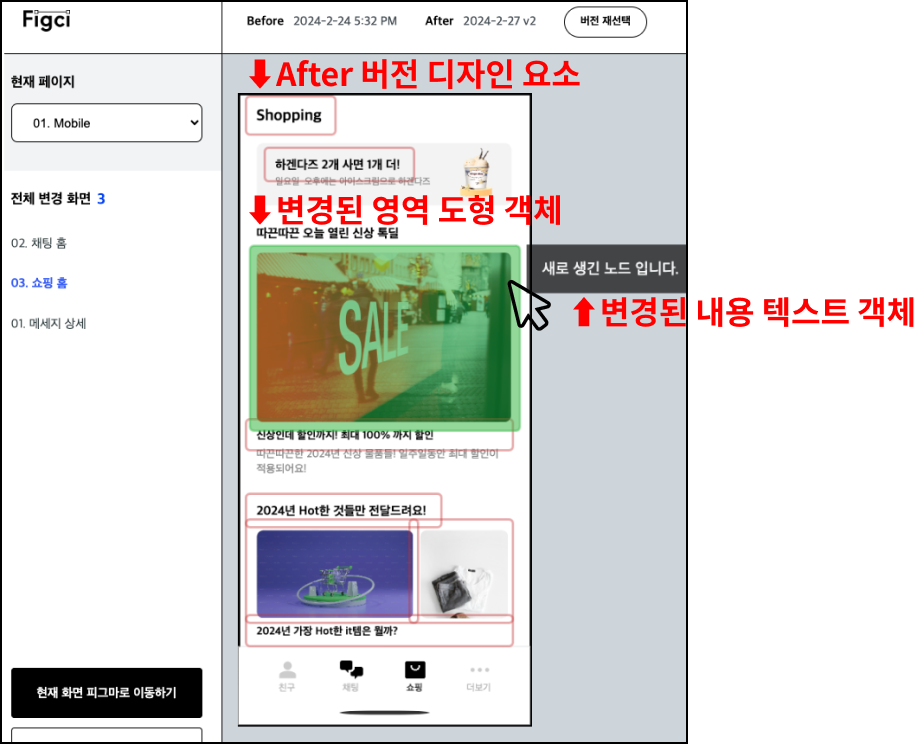 Figci
Before 2024-2-24 5:32 PM After 2024-2-27 v2 버전 재선택
⬇After 버전 디자인 요소
현재 페이지
01. Mobile
전체 변경 화면 3
02. 채팅 홈
03. 쇼핑 홈
01. 메세지 상세
현재 화면 피그마로 이동하기
Shopping
하겐다즈 2개 사면 1개 더!
일요일 오후에는 아이스크림으로 하겐다즈
⬇변경된 영역 도형 객체
따끈따끈 오늘 열린 신상 톡딜
SALE
새로 생긴 노드 입니다.
⬆변경된 내용 텍스트 객체
신상인데 할인까지! 최대 100% 까지 할인
따끈따끈한 2024년 신상 물품들! 일주일동안 최대 할인이
적용되어요!
2024년 Hot한 것들만 전달드려요!
2024년 가장 Hot한 it템은 뭘까?
친구 채팅 쇼핑 더보기